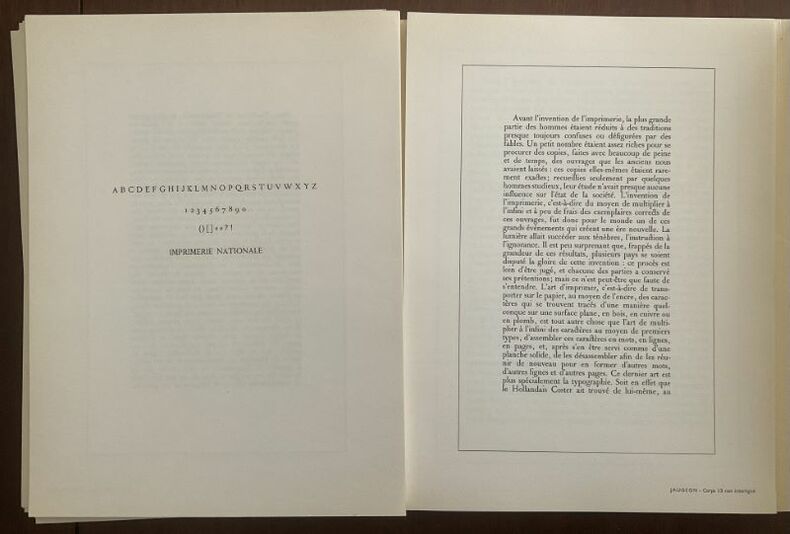 ABCDEFGHIJKLMNOPQRSTUVWXYZ
1234567890
()[]«»?!
IMPRIMERIE NATIONALE
Avant l'invention de l'imprimerie, la plus grande
partie des hommes étaient réduits à des traditions
presque toujours confuses ou défigurées par des
fables. Un petit nombre étaient assez riches pour se
procurer des copies, faites avec beaucoup de peine
et de temps, des ouvrages que les anciens nous
avaient laissés : ces copies elles-mêmes étaient rare-
ment exactes; recueillies seulement par quelques
hommes studieux, leur étude n'avait presque aucune
influence sur l'état de la société. L'invention de
l'imprimerie, c'est-à-dire du moyen de multiplier à
l'infini et à peu de frais des exemplaires corrects de
ces ouvrages, fut donc pour le monde un de ces
grands événements qui créent une ère nouvelle. La
lumière allait succéder aux ténèbres, l'instruction à
l'ignorance. Il est peu surprenant que, frappés de la
grandeur de ces résultats, plusieurs pays se soient
disputé la gloire de cette invention : ce procès est
loin d'être jugé, et chacune des parties a conservé
ses prétentions; mais ce n'est peut-être que faute de
s'entendre. L'art d'imprimer, c'est-à-dire de trans-
porter sur le papier, au moyen de l'encre, des carac-
tères qui se trouvent tracés d'une manière quel-
conque sur une surface plane, en bois, en cuivre ou
en plomb, est tout autre chose que l'art de multi-
plier à l'infini des caractères au moyen de premiers
types, d'assembler ces caractères en mots, en lignes,
en pages, et, après s'en être servi comme d'une
planche solide, de les désassembler afin de les réu-
nir de nouveau pour en former d'autres mots,
d'autres lignes et d'autres pages. Ce dernier art est
plus spécialement la typographie. Soit en effet que
le Hollandais Coster ait trouvé de lui-même, au
JAUGEON - Corps 13 non interligné